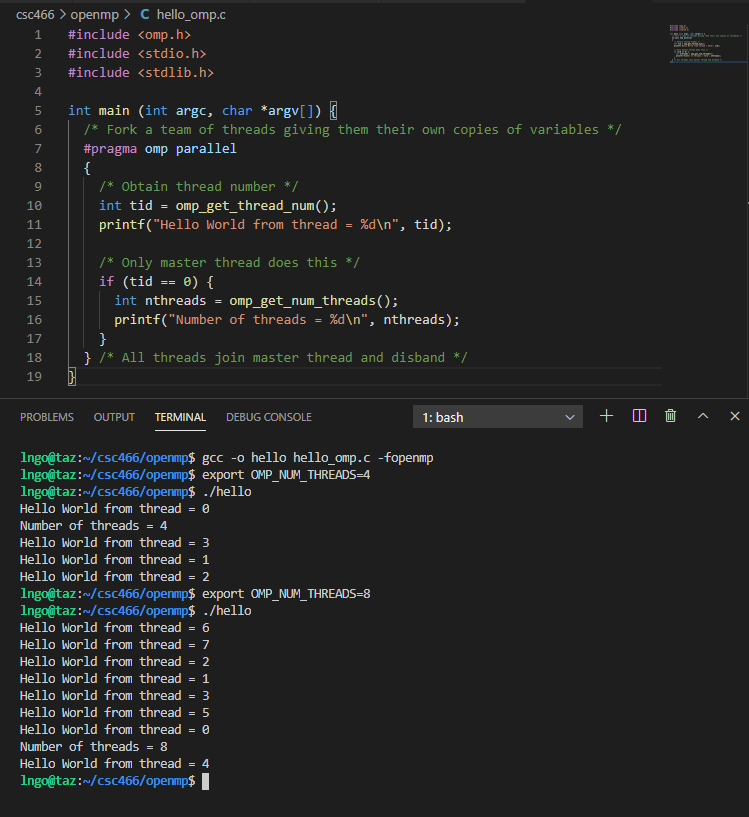 csc466 > openmp > C hello_omp.c
1 #include <omp.h>
2 #include <stdio.h>
3 #include <stdlib.h>
4
5 int main (int argc, char *argv[]) {
6   /* Fork a team of threads giving them their own copies of variables */
7   #pragma omp parallel
8   {
9     /* Obtain thread number */
10     int tid = omp_get_thread_num();
11     printf("Hello World from thread = %d\n", tid);
12
13     /* Only master thread does this */
14     if (tid == 0) {
15       int nthreads = omp_get_num_threads();
16       printf("Number of threads = %d\n", nthreads);
17     }
18   } /* All threads join master thread and disband */
19 }
PROBLEMS OUTPUT TERMINAL DEBUG CONSOLE 1: bash
lngo@taz:~/csc466/openmp$ gcc -o hello hello_omp.c -fopenmp
lngo@taz:~/csc466/openmp$ export OMP_NUM_THREADS=4
lngo@taz:~/csc466/openmp$ ./hello
Hello World from thread = 0
Number of threads = 4
Hello World from thread = 3
Hello World from thread = 1
Hello World from thread = 2
lngo@taz:~/csc466/openmp$ export OMP_NUM_THREADS=8
lngo@taz:~/csc466/openmp$ ./hello
Hello World from thread = 6
Hello World from thread = 7
Hello World from thread = 2
Hello World from thread = 1
Hello World from thread = 3
Hello World from thread = 5
Hello World from thread = 0
Number of threads = 8
Hello World from thread = 4
lngo@taz:~/csc466/openmp$